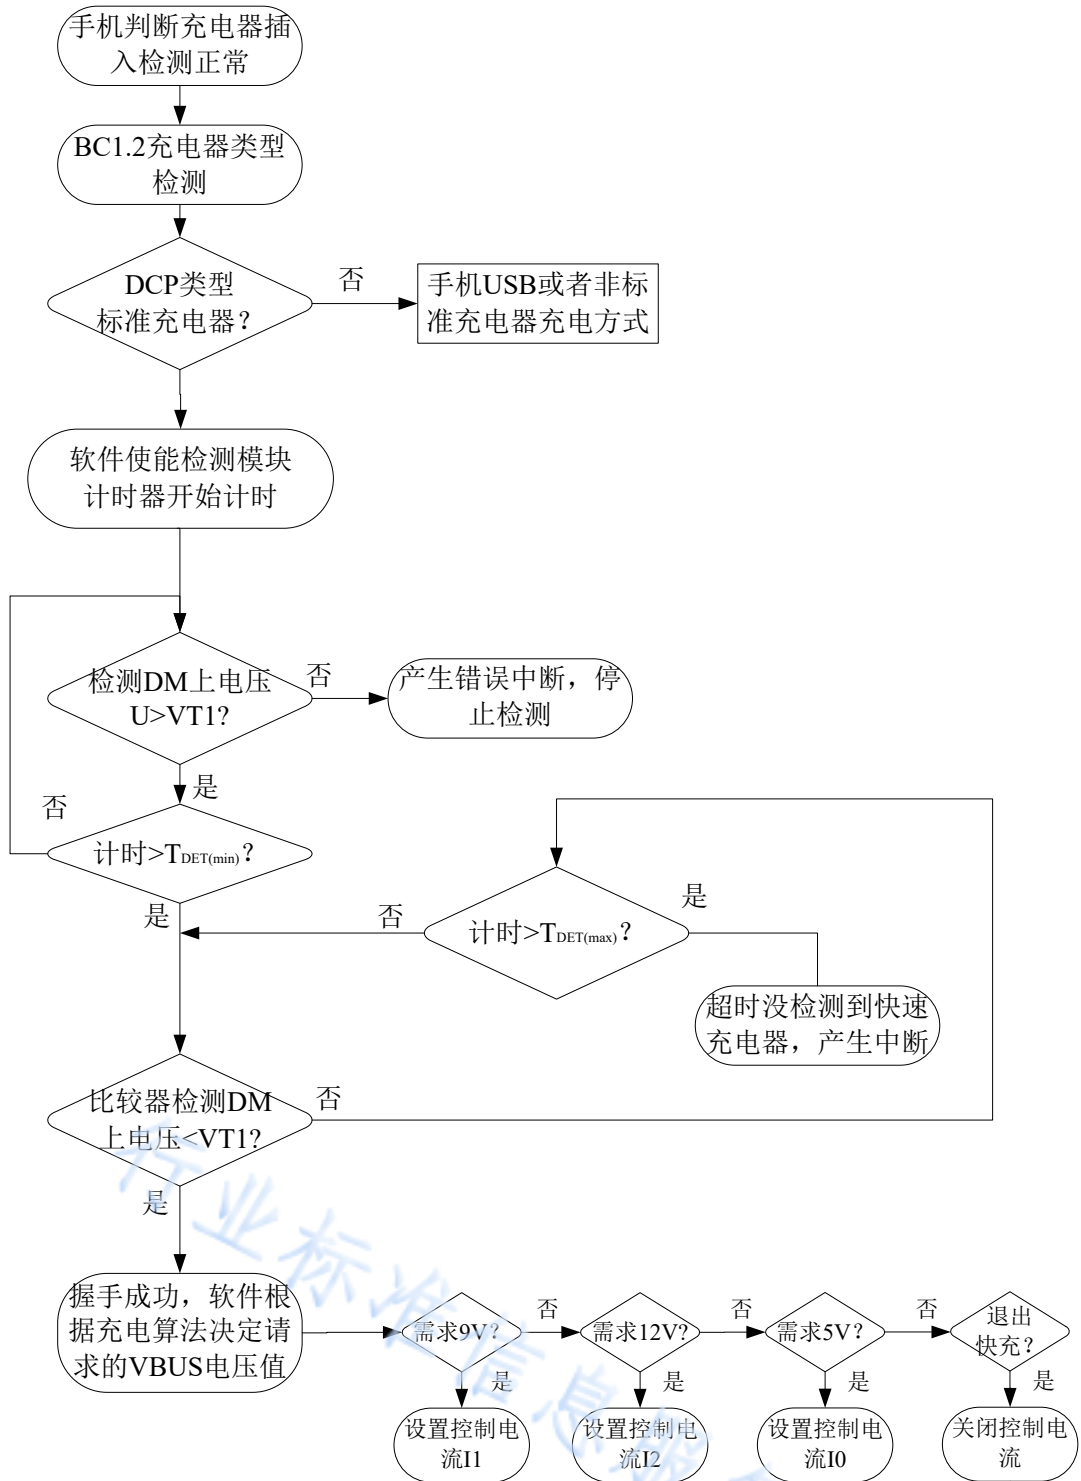 手机判断充电器插
入检测正常
BC1.2充电器类型
检测
DCP类型
标准充电器?
否
手机USB或者非标
准充电器充电方式
软件使能检测模块
计时器开始计时
检测DM上电压
U>VT1?
否
产生错误中断，停
止检测
是
否
计时>TDET(min)?
是
否
计时>TDET(max)?
是
超时没检测到快速
充电器，产生中断
比较器检测DM
上电压<VT1?
否
是
握手成功，软件根
据充电算法决定请
求的VBUS电压值
需求9V?
否
需求12V?
否
需求5V?
否
退出
快充?
是
是
是
是
设置控制电
流I1
设置控制电
流I2
设置控制电
流I0
关闭控制电
流
行业标准信息服